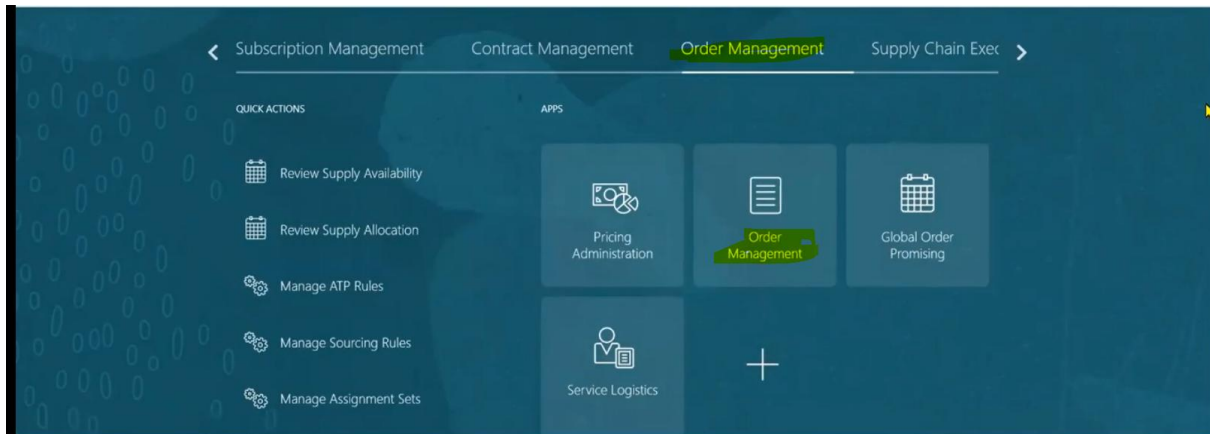 Subscription Management
Contract Management
Order Management
Supply Chain Exec
QUICK ACTIONS
Review Supply Availability
Review Supply Allocation
Manage ATP Rules
Manage Sourcing Rules
Manage Assignment Sets
APPS
Pricing
Administration
Order
Management
Global Order
Promising
Service Logistics